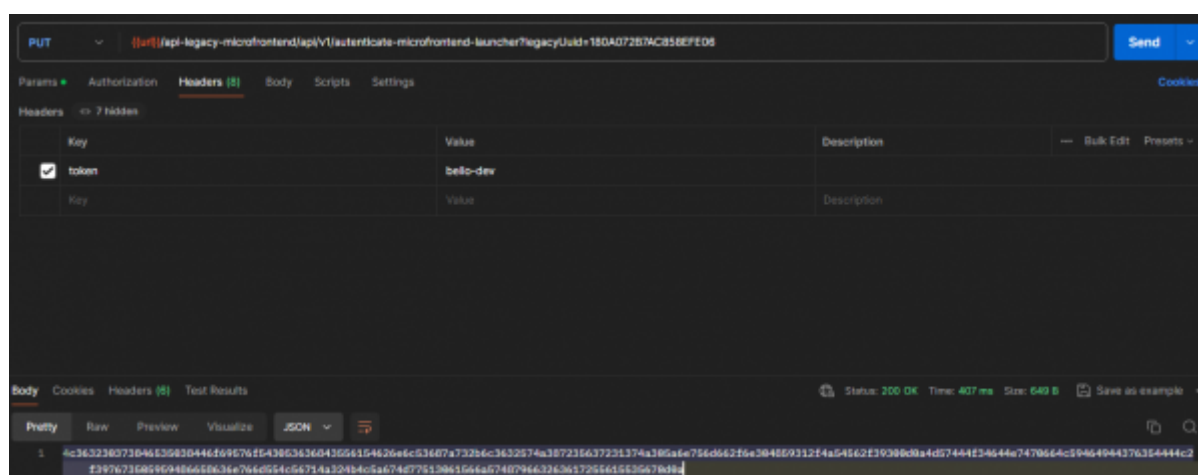 PUT {{url}}/api-legacy-microfrontend/api/v1/autenticate-microfrontend-launcher?legacyUuid=180A072B7AC858EFE06 Send
Params Authorization Headers (8) Body Scripts Settings Cookies
Headers 7 hidden
Key Value Description Bulk Edit Presets
token bello-dev
Key Value Description
Body Cookies Headers (6) Test Results Status: 200 OK Time: 407 ms Size: 649 B Save as example
Pretty Raw Preview Visualize JSON
1